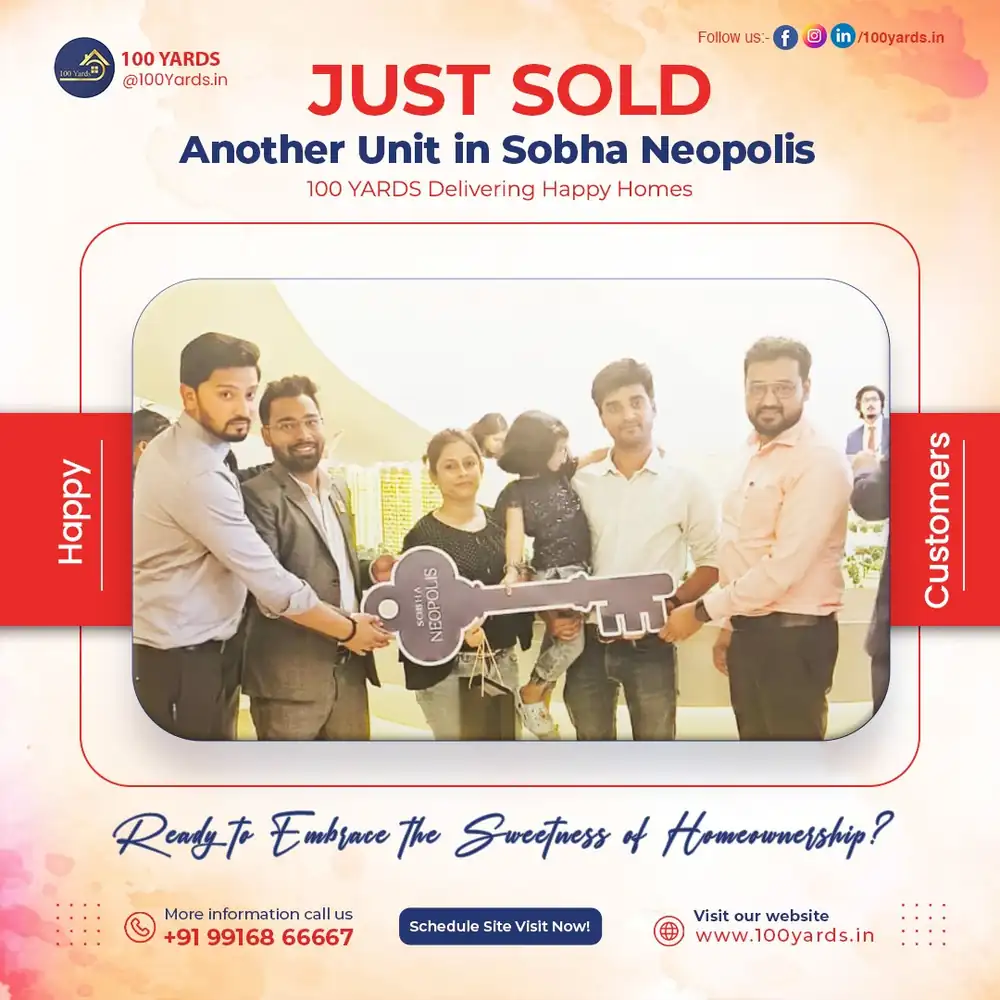 100 Yards
100 YARDS
@100Yards.in
Follow us:- /100yards.in
JUST SOLD
Another Unit in Sobha Neopolis
100 YARDS Delivering Happy Homes
Happy
SOBHA
NEOPOLIS
Customers
Ready to Embrace the Sweetness of Homeownership?
More information call us
+91 99168 66667
Schedule Site Visit Now!
Visit our website
www.100yards.in